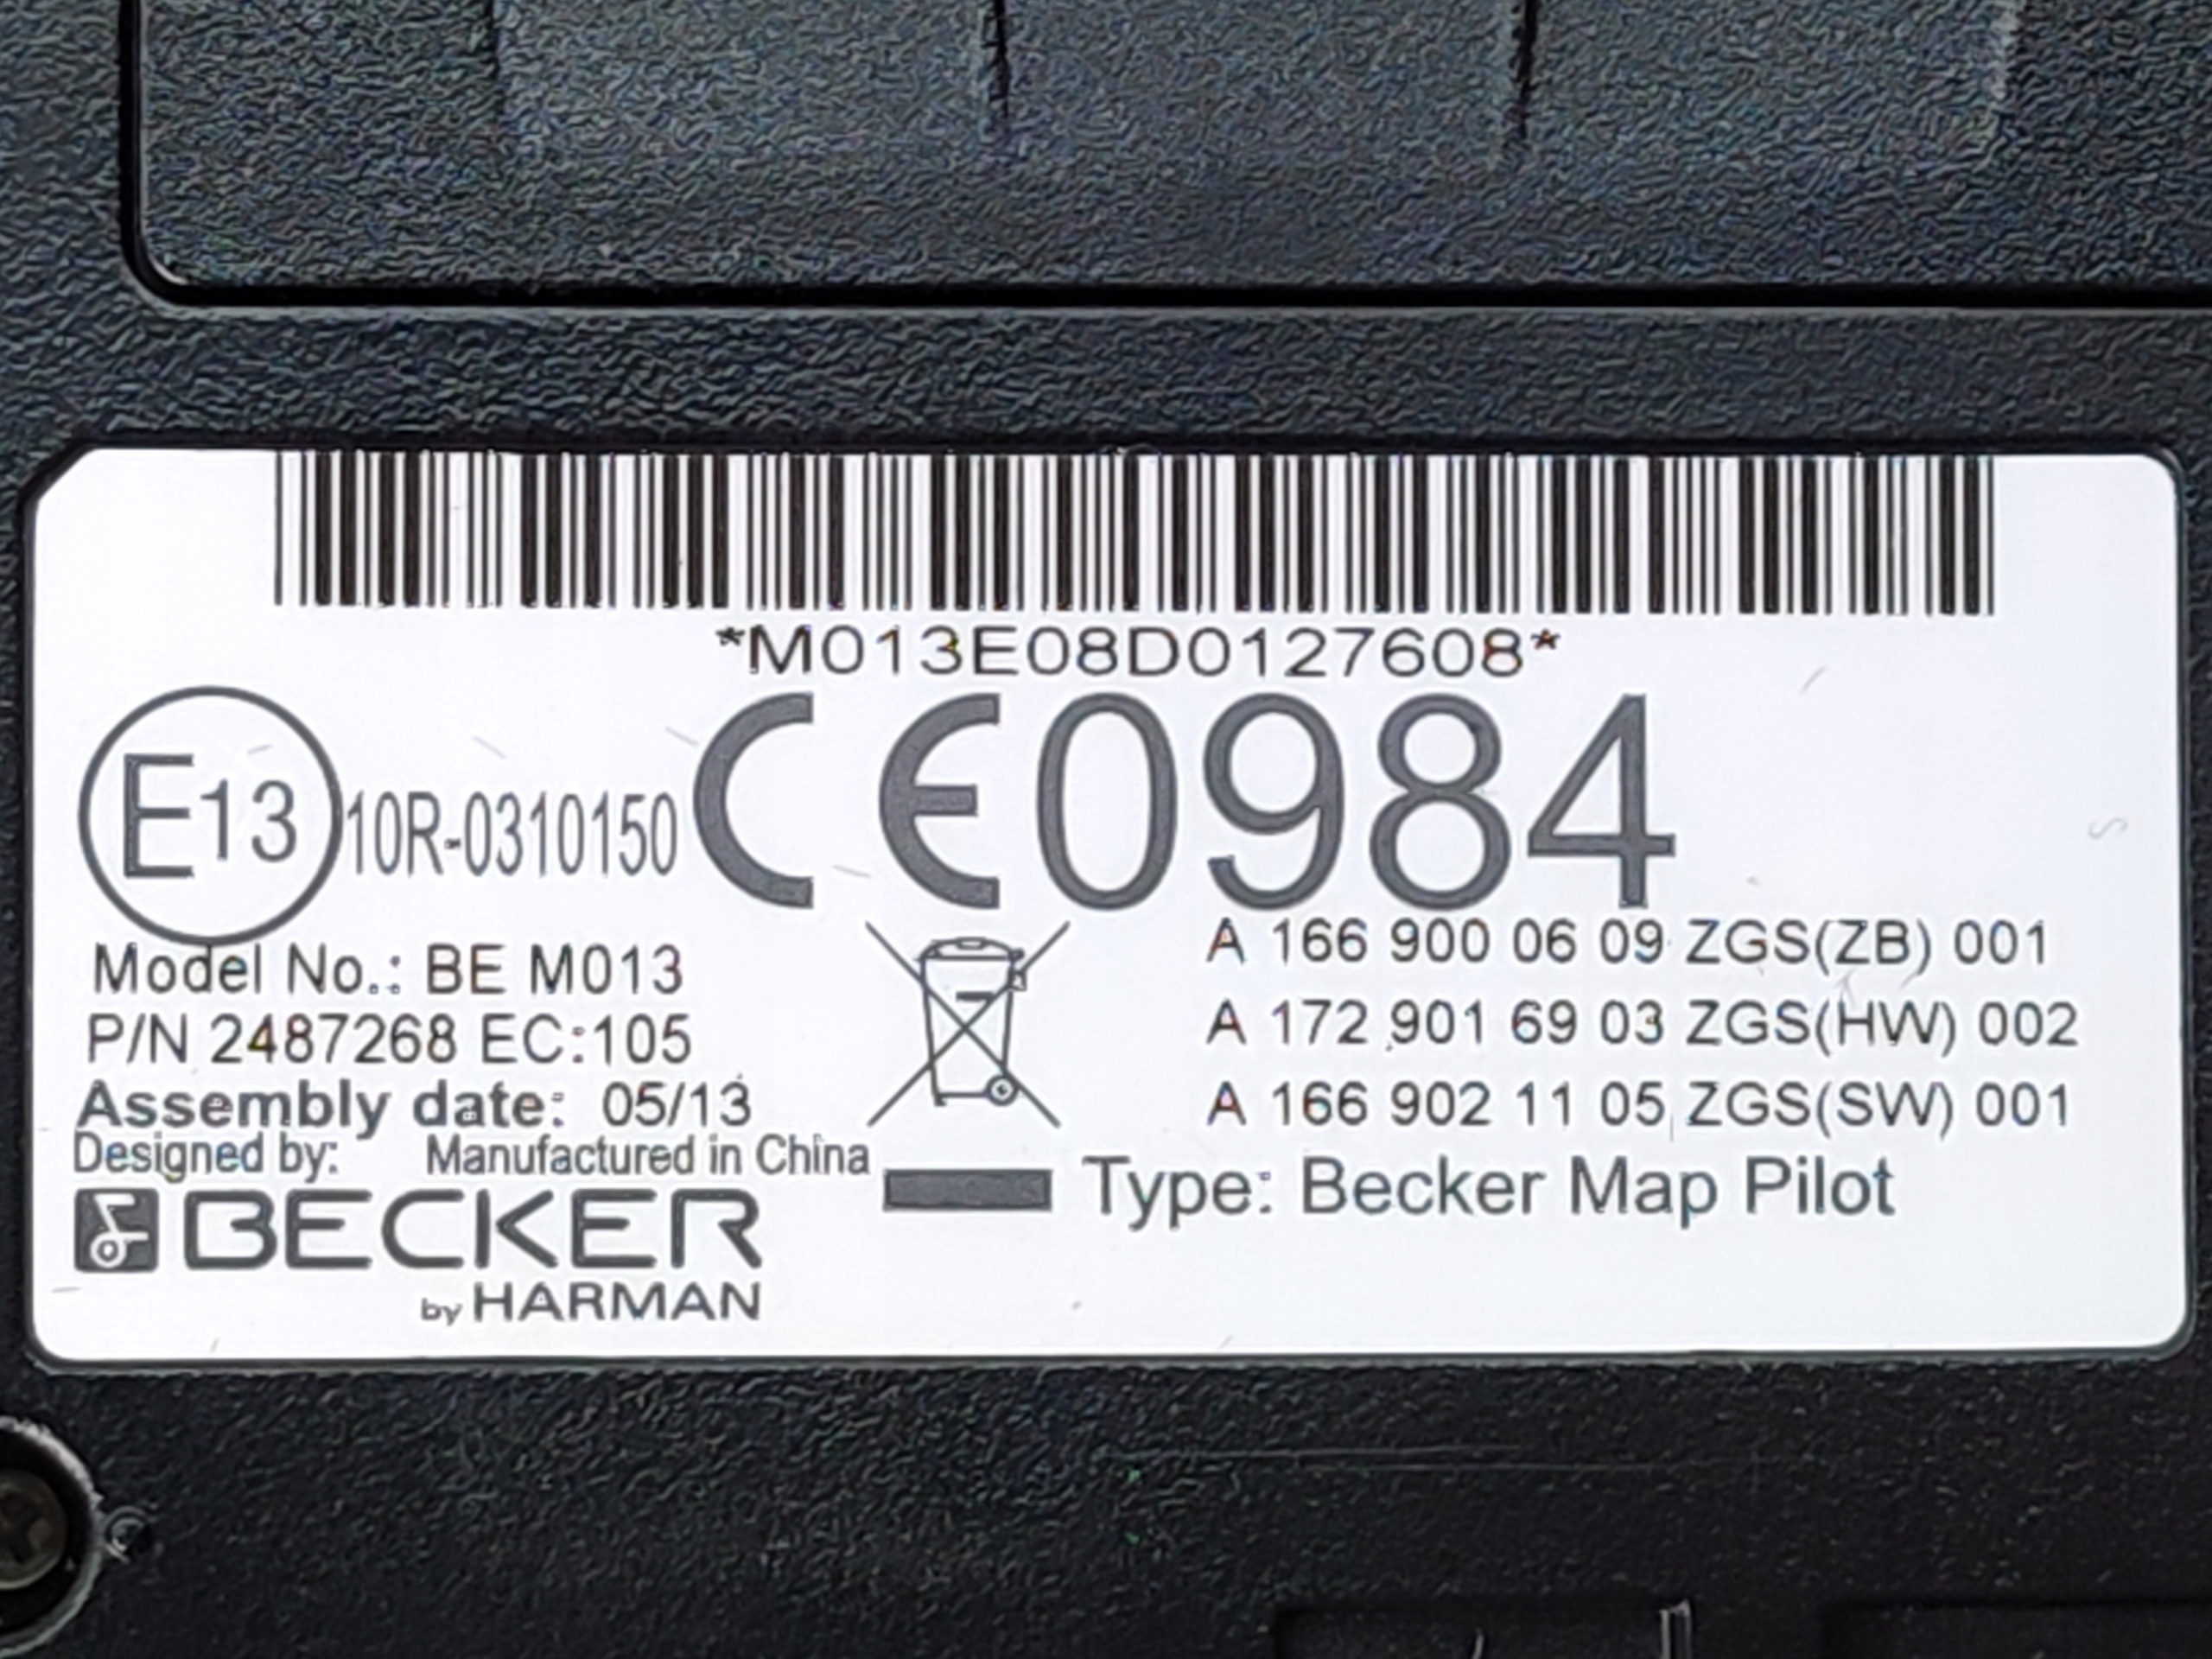 *M013E08D0127608*
E13 10R-0310150 CE0984
Model No.: BE M013
P/N 2487268 EC:105
Assembly date: 05/13
Designed by: Manufactured in China
BECKER
by HARMAN
A 166 900 06 09 ZGS(ZB) 001
A 172 901 69 03 ZGS(HW) 002
A 166 902 11 05 ZGS(SW) 001
Type: Becker Map Pilot